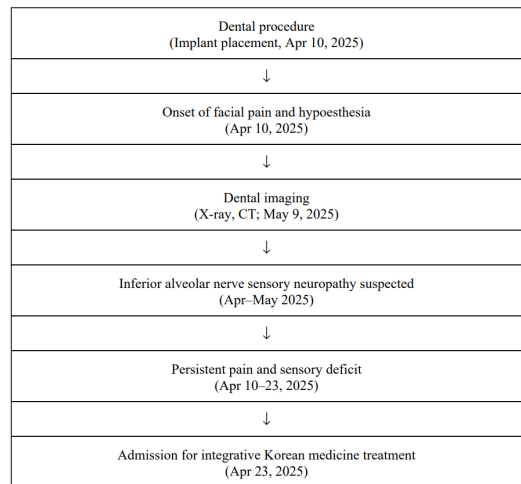 Dental procedure
(Implant placement, Apr 10, 2025)
↓
Onset of facial pain and hypoesthesia
(Apr 10, 2025)
↓
Dental imaging
(X-ray, CT; May 9, 2025)
↓
Inferior alveolar nerve sensory neuropathy suspected
(Apr–May 2025)
↓
Persistent pain and sensory deficit
(Apr 10–23, 2025)
↓
Admission for integrative Korean medicine treatment
(Apr 23, 2025)